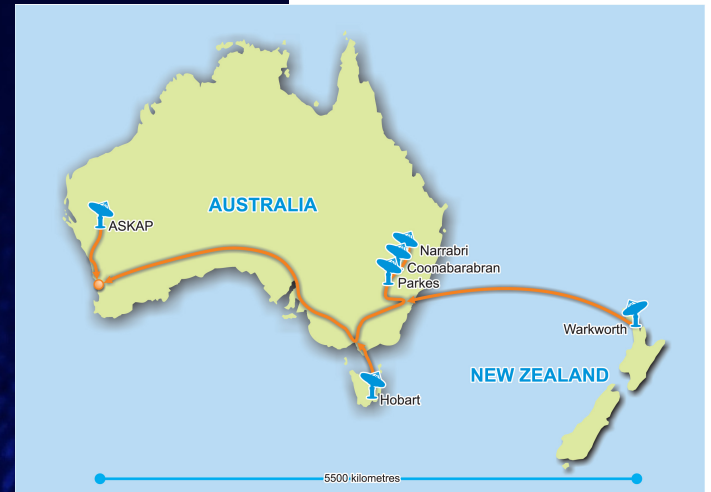 AUSTRALIA
ASKAP
Narrabri
Coonabarabran
Parkes
Warkworth
NEW ZEALAND
Hobart
5500 kilometres